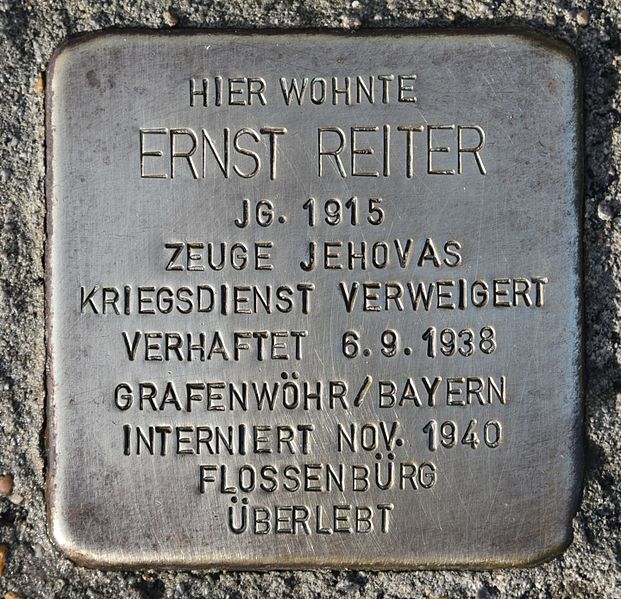 HIER WOHNTE
ERNST REITER
JG. 1915
ZEUGE JEHOVAS
KRIEGSDIENST VERWEIGERT
VERHAFTET 6.9.1938
GRAFENWÖHR/BAYERN
INTERNIERT NOV. 1940
FLOSSENBÜRG
ÜBERLEBT